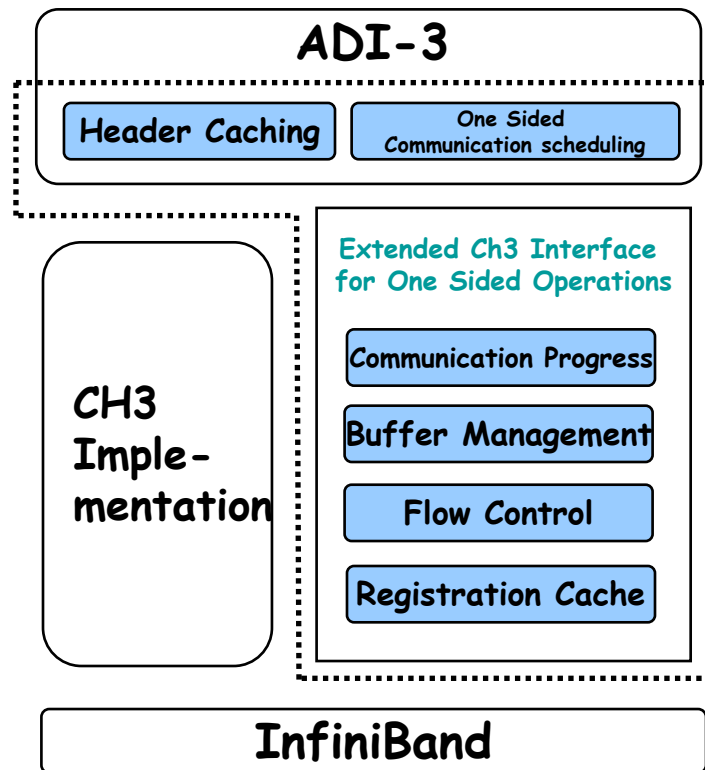 ADI-3
Header Caching
One Sided
Communication scheduling
Extended Ch3 Interface
for One Sided Operations
Communication Progress
Buffer Management
Flow Control
Registration Cache
CH3
Imple-
mentation
InfiniBand